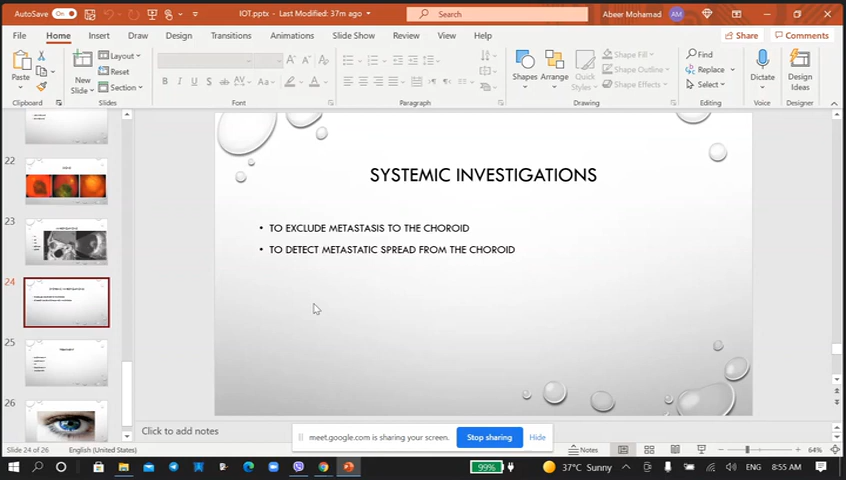 AutoSave On IOT.pptx - Last Modified: 37m ago Search Abeer Mohamad AM
File Home Insert Draw Design Transitions Animations Slide Show Review View Help Share Comments
Paste New Slide Layout Reset Section Shapes Arrange Quick Styles Shape Fill Shape Outline Shape Effects Find Replace Select Dictate Design Ideas
Clipboard Slides Font Paragraph Drawing Editing Voice Designer
22
23
24
25
26
SYSTEMIC INVESTIGATIONS
• TO EXCLUDE METASTASIS TO THE CHOROID
• TO DETECT METASTATIC SPREAD FROM THE CHOROID
Click to add notes
meet.google.com is sharing your screen. Stop sharing Hide
Slide 24 of 26 English (United States) Notes 64%
99% 37°C Sunny ENG 8:55 AM